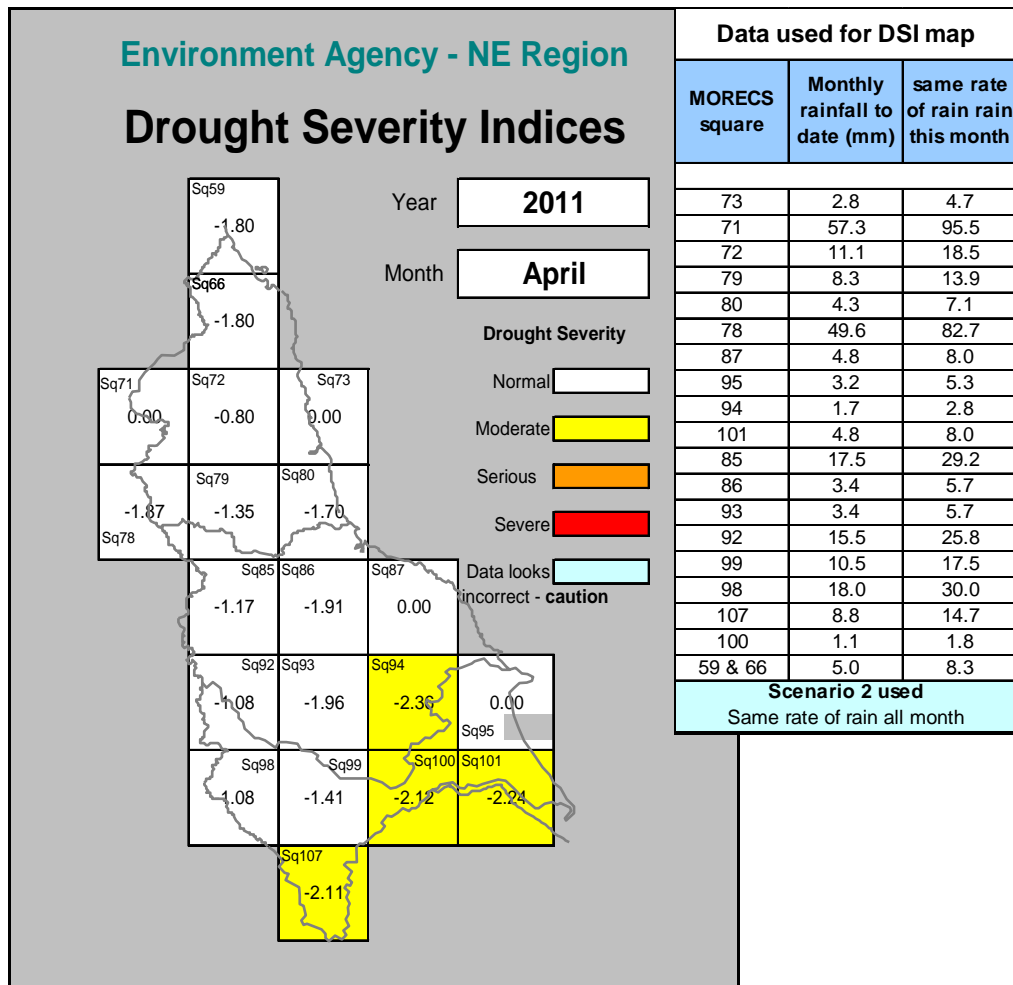 Environment Agency - NE Region
Drought Severity Indices
Year 2011
Month April
Drought Severity
Normal
Moderate
Serious
Severe
Data looks
incorrect - caution
Sq59
-1.80
Sq66
-1.80
Sq71 Sq72 Sq73
0.00 -0.80 0.00
Sq79 Sq80
-1.87 -1.35 -1.70
Sq78
Sq85 Sq86 Sq87
-1.17 -1.91 0.00
Sq92 Sq93 Sq94
-1.08 -1.96 -2.36 0.00
Sq95
Sq98 Sq99 Sq100 Sq101
-1.08 -1.41 -2.12 -2.24
Sq107
-2.11
Data used for DSI map
MORECS square Monthly rainfall to date (mm) same rate of rain rain this month
73 2.8 4.7
71 57.3 95.5
72 11.1 18.5
79 8.3 13.9
80 4.3 7.1
78 49.6 82.7
87 4.8 8.0
95 3.2 5.3
94 1.7 2.8
101 4.8 8.0
85 17.5 29.2
86 3.4 5.7
93 3.4 5.7
92 15.5 25.8
99 10.5 17.5
98 18.0 30.0
107 8.8 14.7
100 1.1 1.8
59 & 66 5.0 8.3
Scenario 2 used
Same rate of rain all month